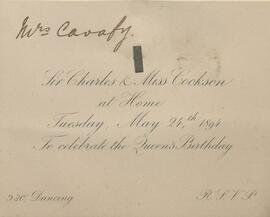 Mrs Cavafy.
Sir Charles & Miss Cookson
at Home
Tuesday, May 24th 1894
To celebrate the Queen's Birthday
9.30, Dancing R. S. V. P.